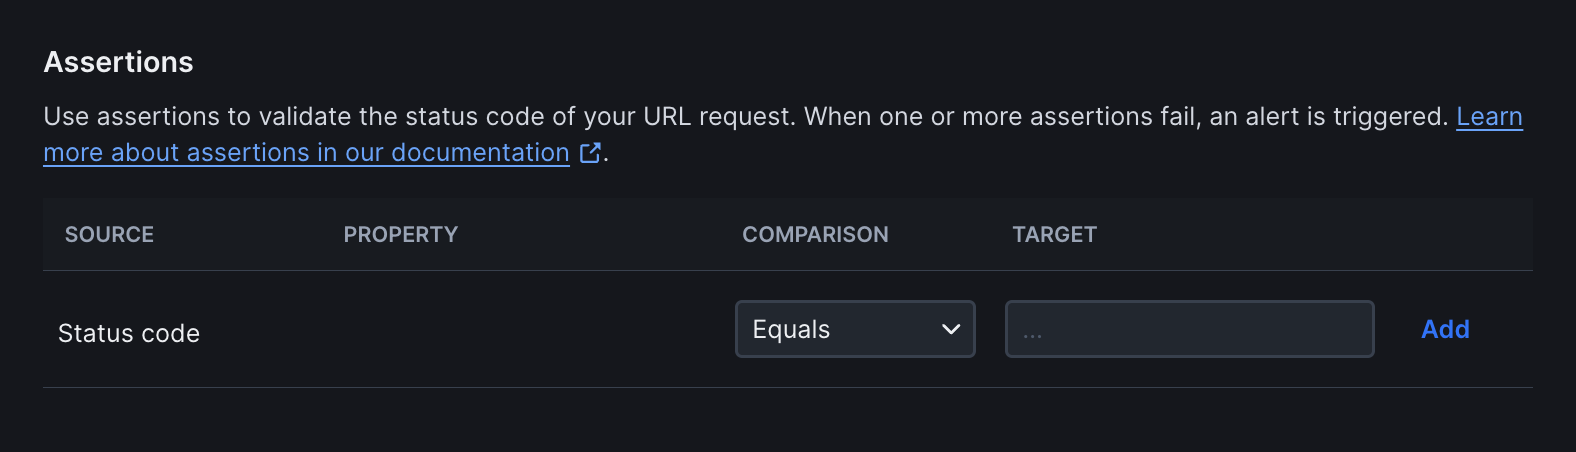 Assertions
Use assertions to validate the status code of your URL request. When one or more assertions fail, an alert is triggered. Learn
more about assertions in our documentation.
SOURCE PROPERTY COMPARISON TARGET
Status code Equals ... Add